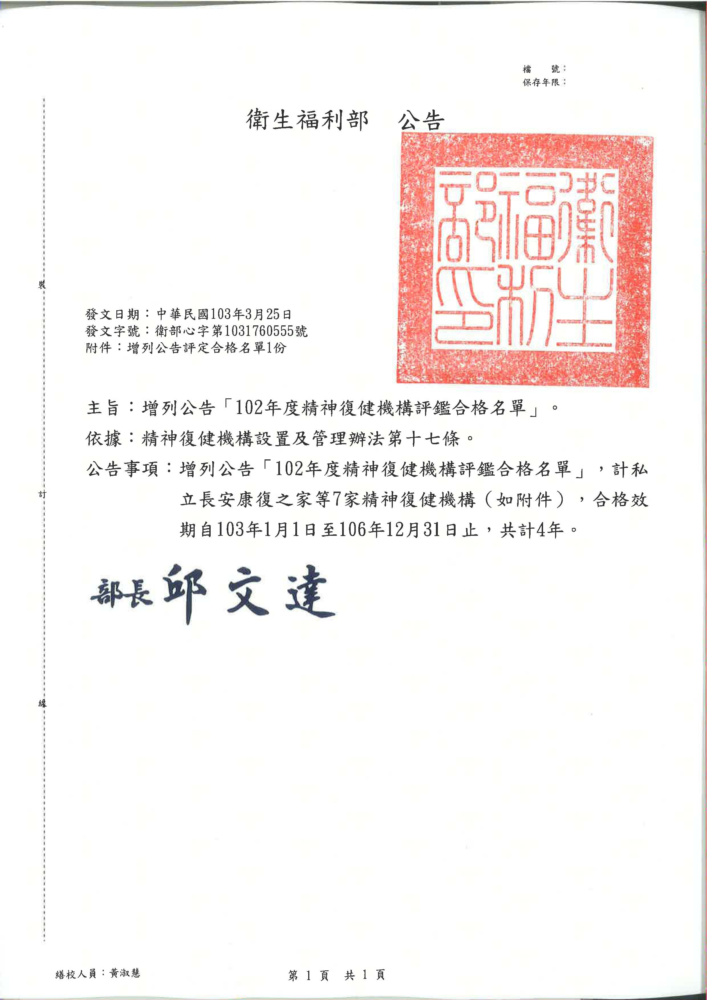 檔　　號：
保存年限：
衛生福利部　公告
衛生福利部印
發文日期：中華民國103年3月25日
發文字號：衛部心字第1031760555號
附件：增列公告評定合格名單1份
主旨：增列公告「102年度精神復健機構評鑑合格名單」。
依據：精神復健機構設置及管理辦法第十七條。
公告事項：增列公告「102年度精神復健機構評鑑合格名單」，計私
立長安康復之家等7家精神復健機構（如附件），合格效
期自103年1月1日至106年12月31日止，共計4年。
部長 邱文達
裝
訂
線
繕校人員：黃淑慧
第 1 頁　共 1 頁